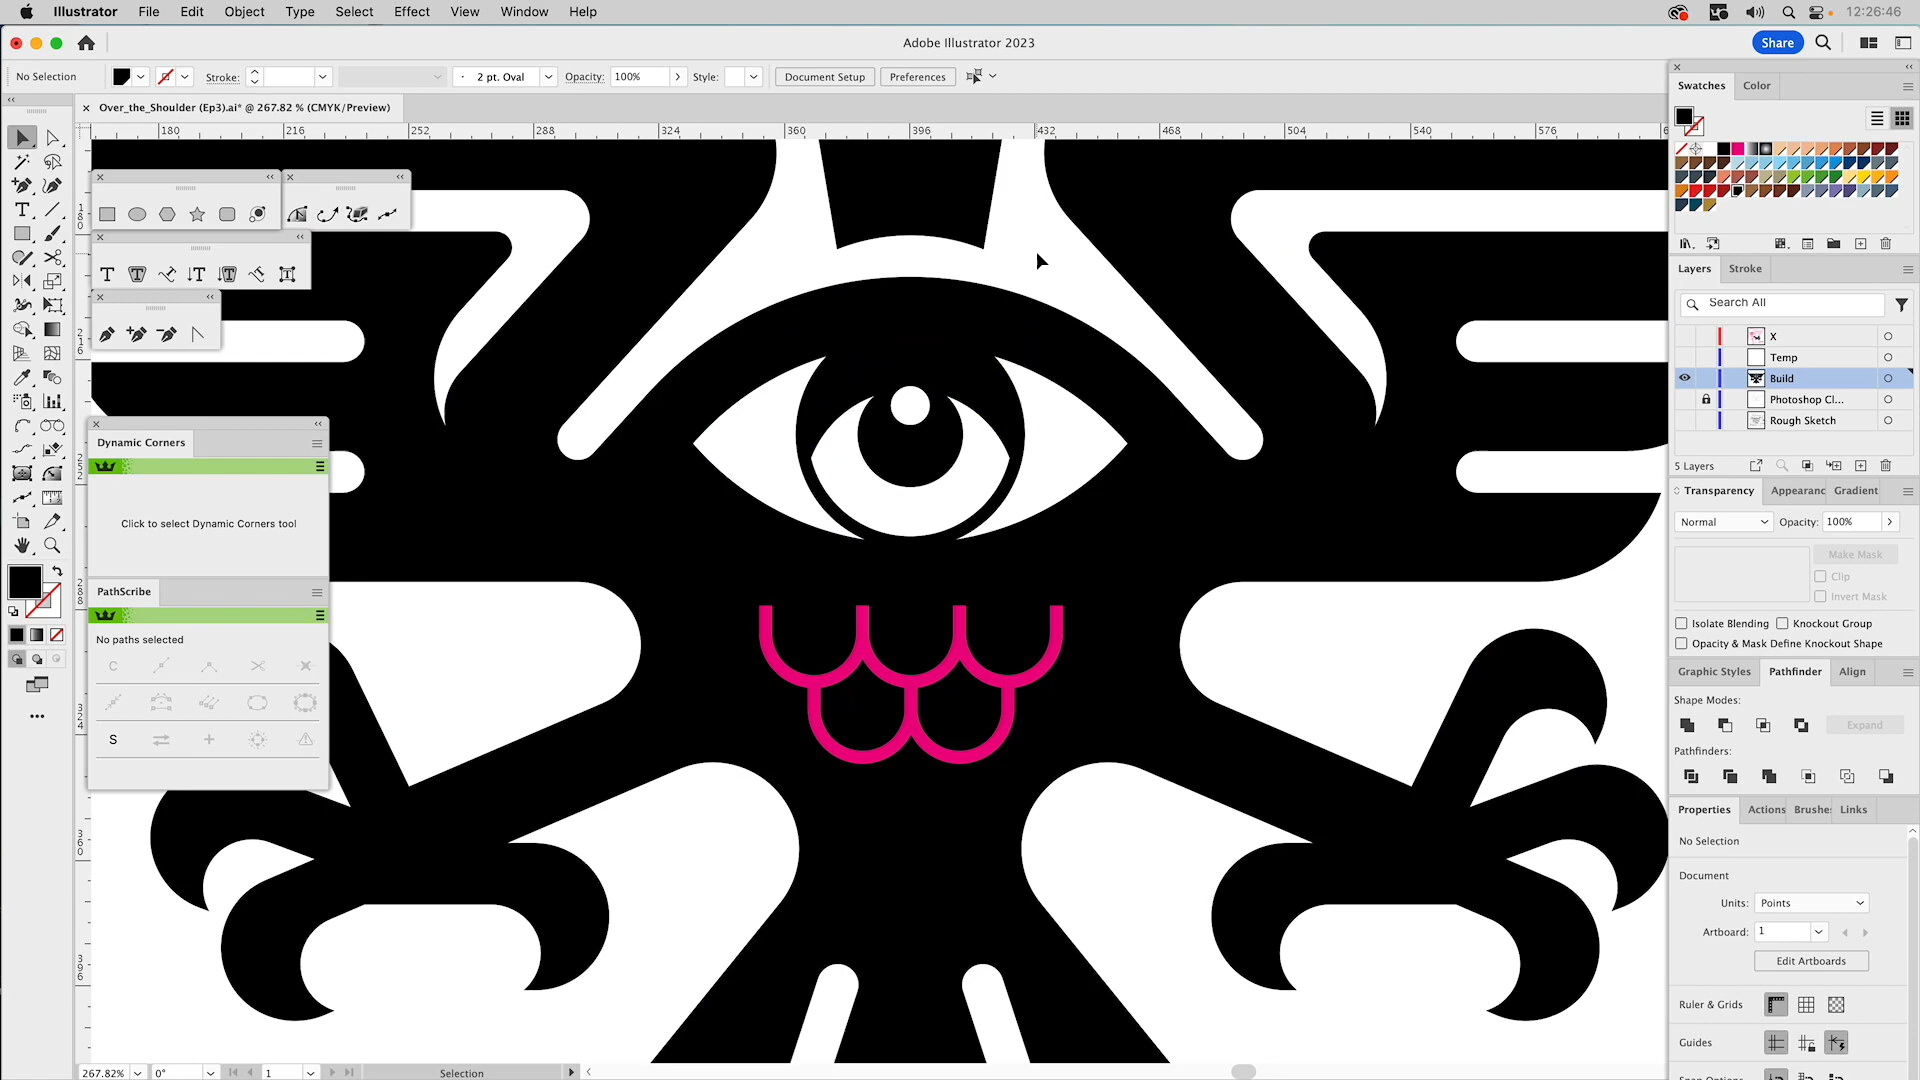 Illustrator File Edit Object Type Select Effect View Window Help 12:26:46
Adobe Illustrator 2023 Share
No Selection Stroke: 2 pt. Oval Opacity: 100% Style: Document Setup Preferences
Over_the_Shoulder (Ep3).ai* @ 267.82 % (CMYK/Preview)
180 216 252 288 324 360 396 432 468 504 540 576
Swatches Color
Layers Stroke
Search All
X
Temp
Build
Photoshop Cl...
Rough Sketch
5 Layers
Transparency Appearanc Gradient
Normal Opacity: 100%
Make Mask
Clip
Invert Mask
Isolate Blending Knockout Group
Opacity & Mask Define Knockout Shape
Graphic Styles Pathfinder Align
Shape Modes:
Expand
Pathfinders:
Properties Actions Brushe: Links
No Selection
Document
Units: Points
Artboard: 1
Edit Artboards
Ruler & Grids
Guides
Dynamic Corners
Click to select Dynamic Corners tool
PathScribe
No paths selected
C
S
267.82% 0° 1 Selection